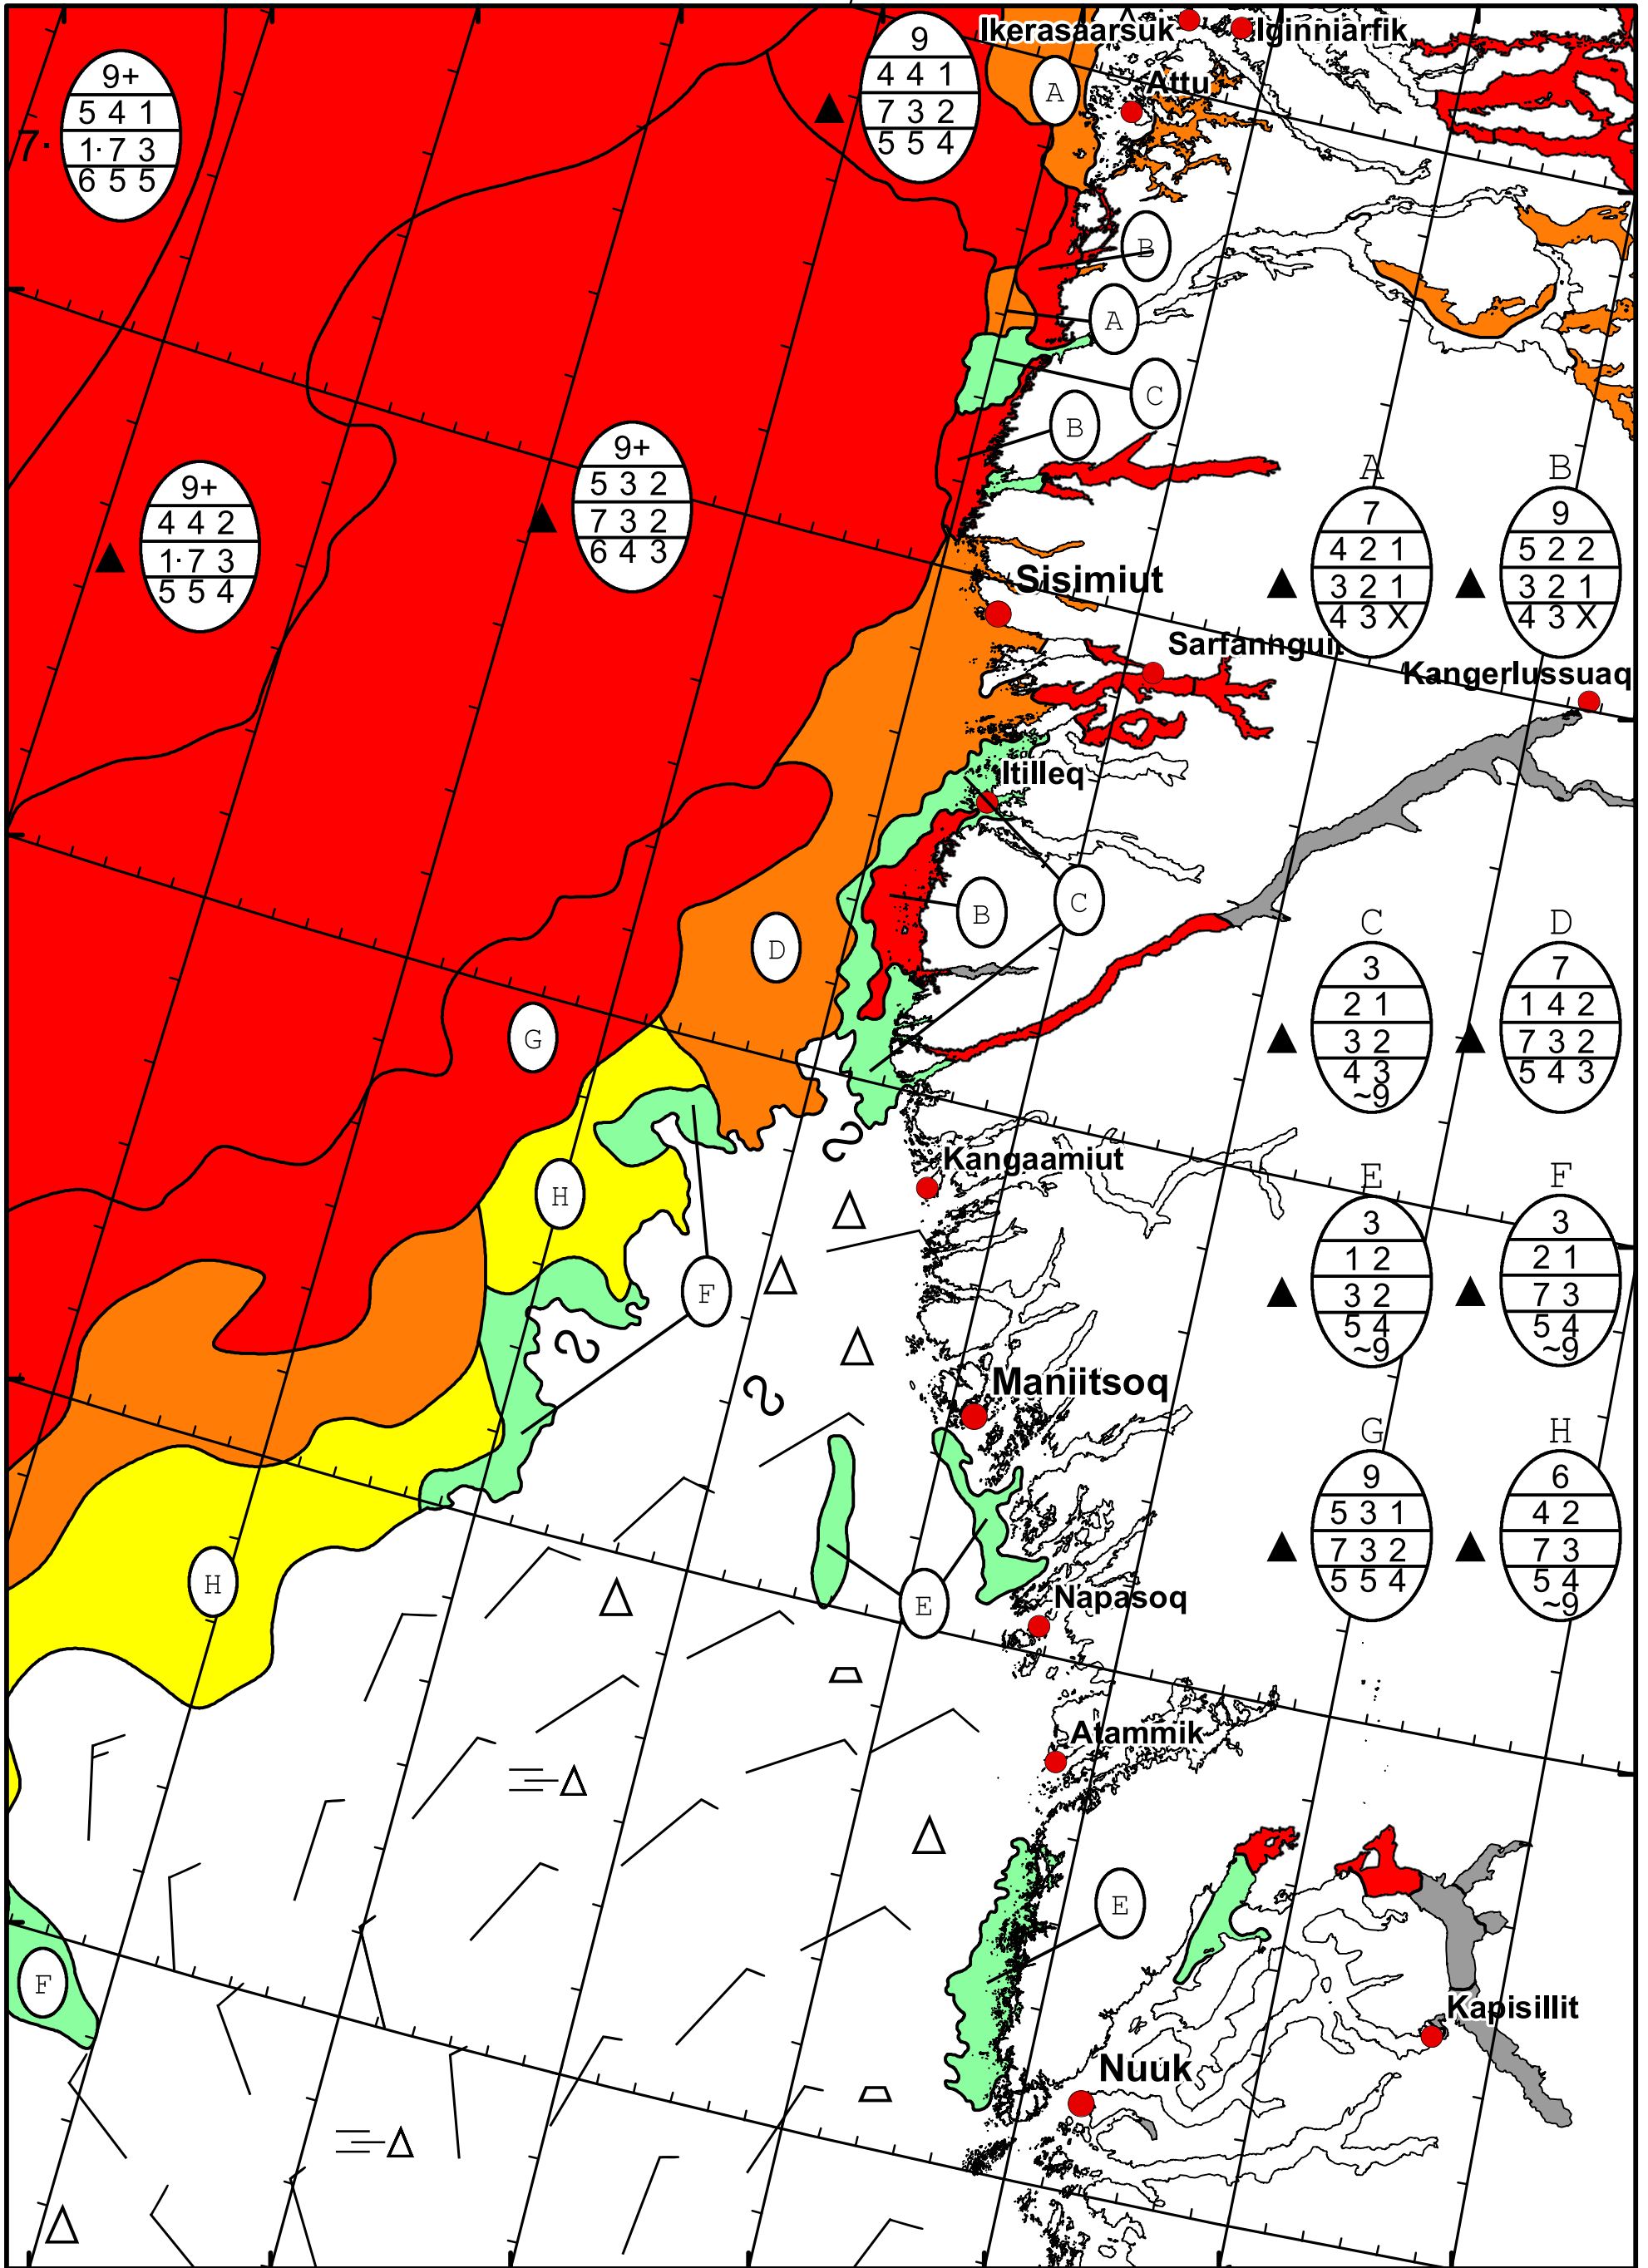 Ikerasaarsuk
Iginniarfik
9+
5 4 1
1· 7 3
6 5 5
7·
9
4 4 1
7 3 2
5 5 4
A
Attu
B
A
C
B
9+
4 4 2
1· 7 3
5 5 4
9+
5 3 2
7 3 2
6 4 3
A
7
4 2 1
3 2 1
4 3 X
B
9
5 2 2
3 2 1
4 3 X
Sisimiut
Sarfannguit
Kangerlussuaq
Itilleq
B
C
D
G
C
3
2 1
3 2
4 3
~9
D
7
1 4 2
7 3 2
5 4 3
Kangaamiut
H
F
E
3
1 2
3 2
5 4
~9
F
3
2 1
7 3
5 4
~9
Maniitsoq
G
9
5 3 1
7 3 2
5 5 4
H
6
4 2
7 3
5 4
~9
H
E
Napasoq
Atammik
E
F
Kapisillit
Nuuk